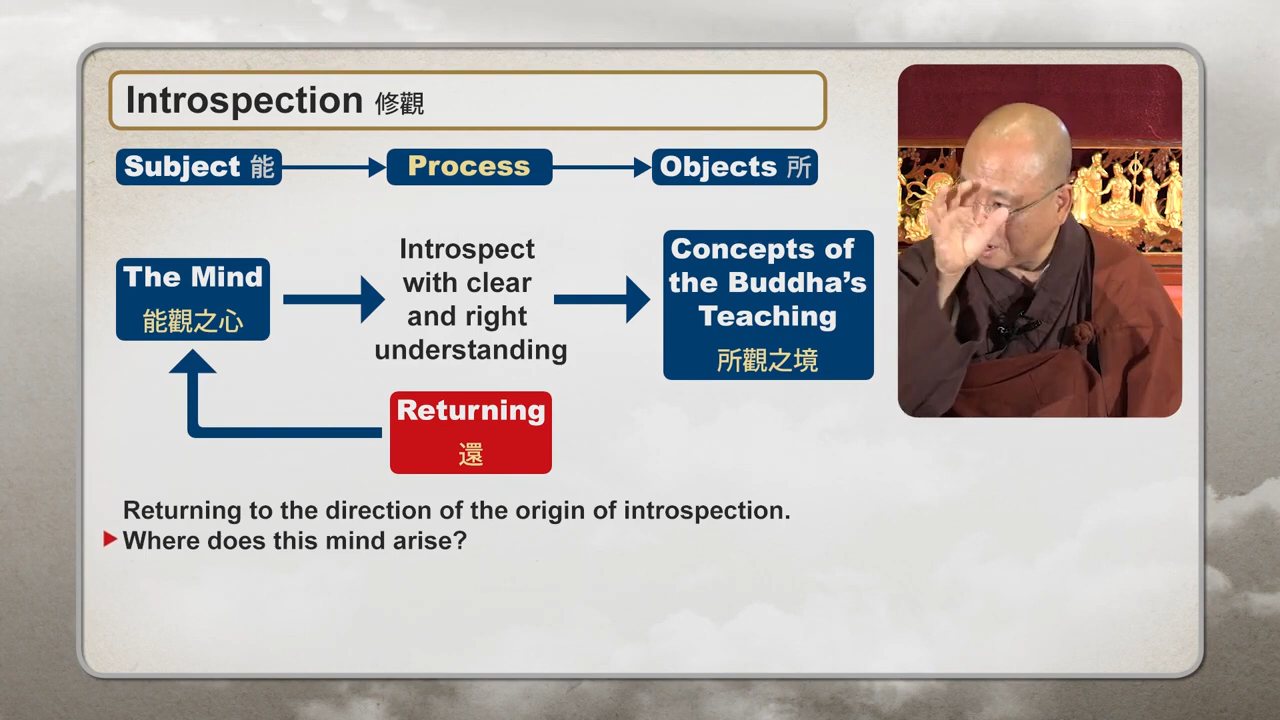 Introspection 修觀
Subject 能
Process
Objects 所
The Mind
能觀之心
Introspect
with clear
and right
understanding
Concepts of
the Buddha's
Teaching
所觀之境
Returning
還
Returning to the direction of the origin of introspection.
Where does this mind arise?